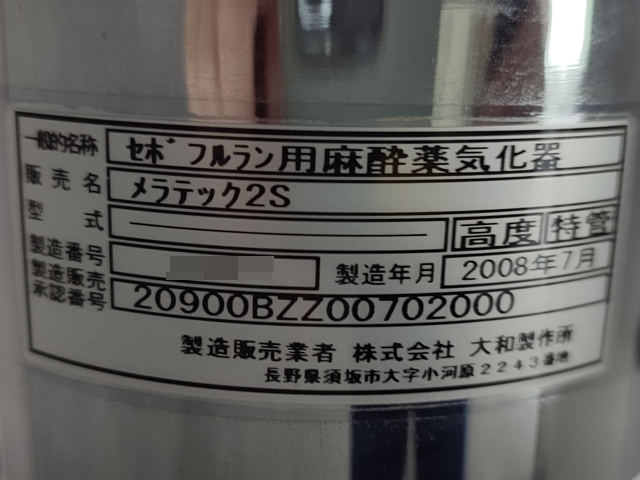 一般的名称 セボフルラン用麻酔薬気化器
販売名 メラテック2S
型式 ――――― 高度 特管
製造番号 製造年月 2008年7月
製造販売
承認番号 20900BZZ00702000
製造販売業者 株式会社 大和製作所
長野県須坂市大字小河原2243番地